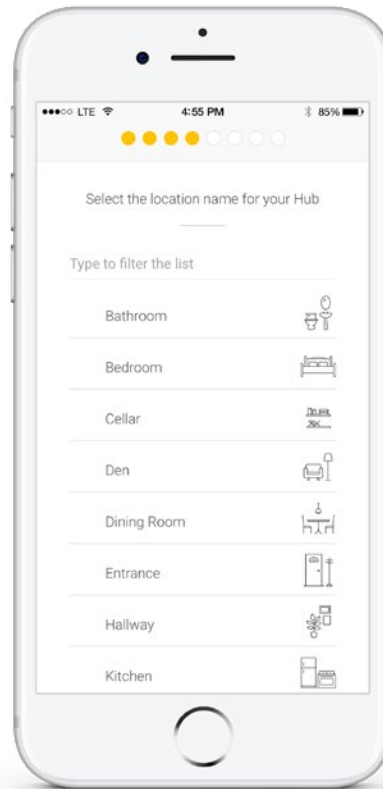 ●●●○○ LTE 4:55 PM 85%
Select the location name for your Hub
Type to filter the list
Bathroom
Bedroom
Cellar
Den
Dining Room
Entrance
Hallway
Kitchen